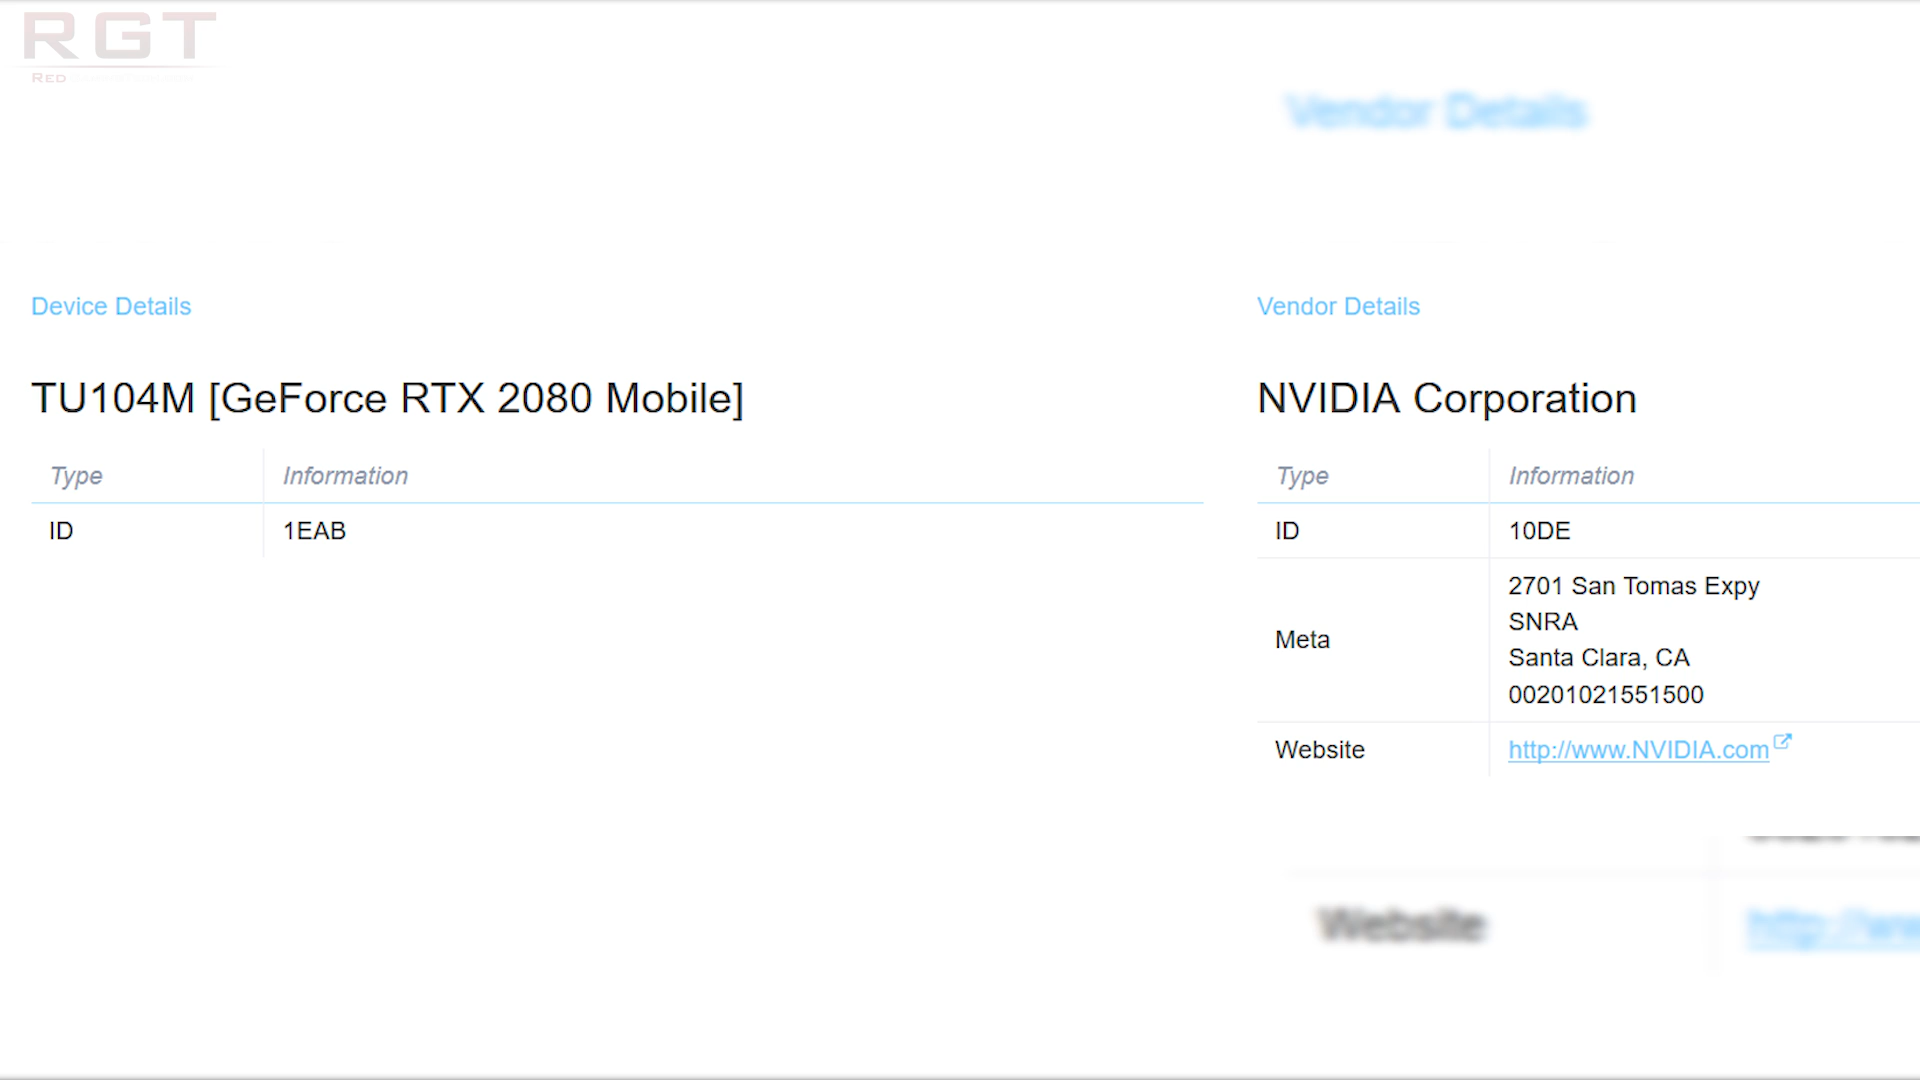 RGT
RED
Vendor Details
Device Details
Vendor Details
TU104M [GeForce RTX 2080 Mobile]
NVIDIA Corporation
Type Information
Type Information
ID 1EAB
ID 10DE
Meta
2701 San Tomas Expy
SNRA
Santa Clara, CA
00201021551500
Website http://www.NVIDIA.com
Website